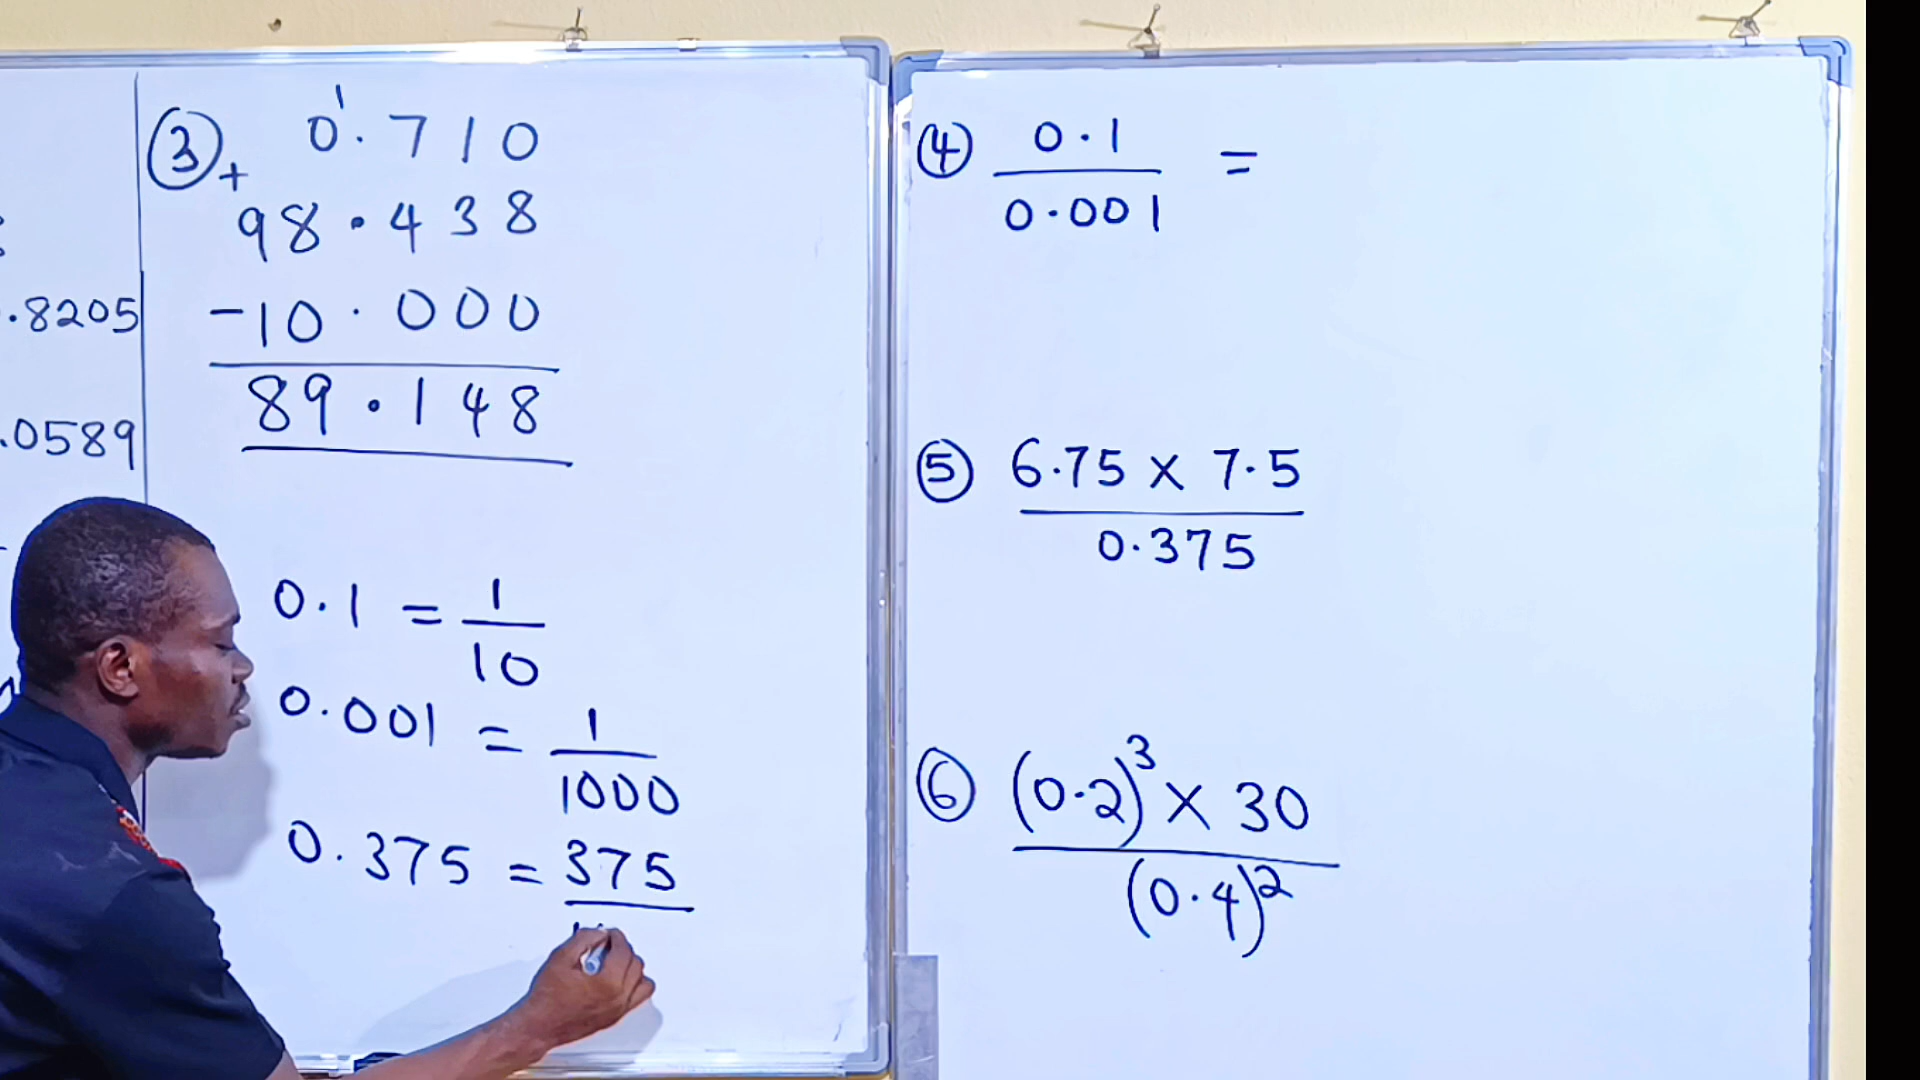 .8205
.0589
③ 0.710
1
+ 98.438
-10.000
89.148
0.1 = 1/10
0.001 = 1/1000
0.375 = 375/
④ 0.1/0.001 =
⑤ 6.75 × 7.5/0.375
⑥ (0.2)³ × 30/(0.4)²